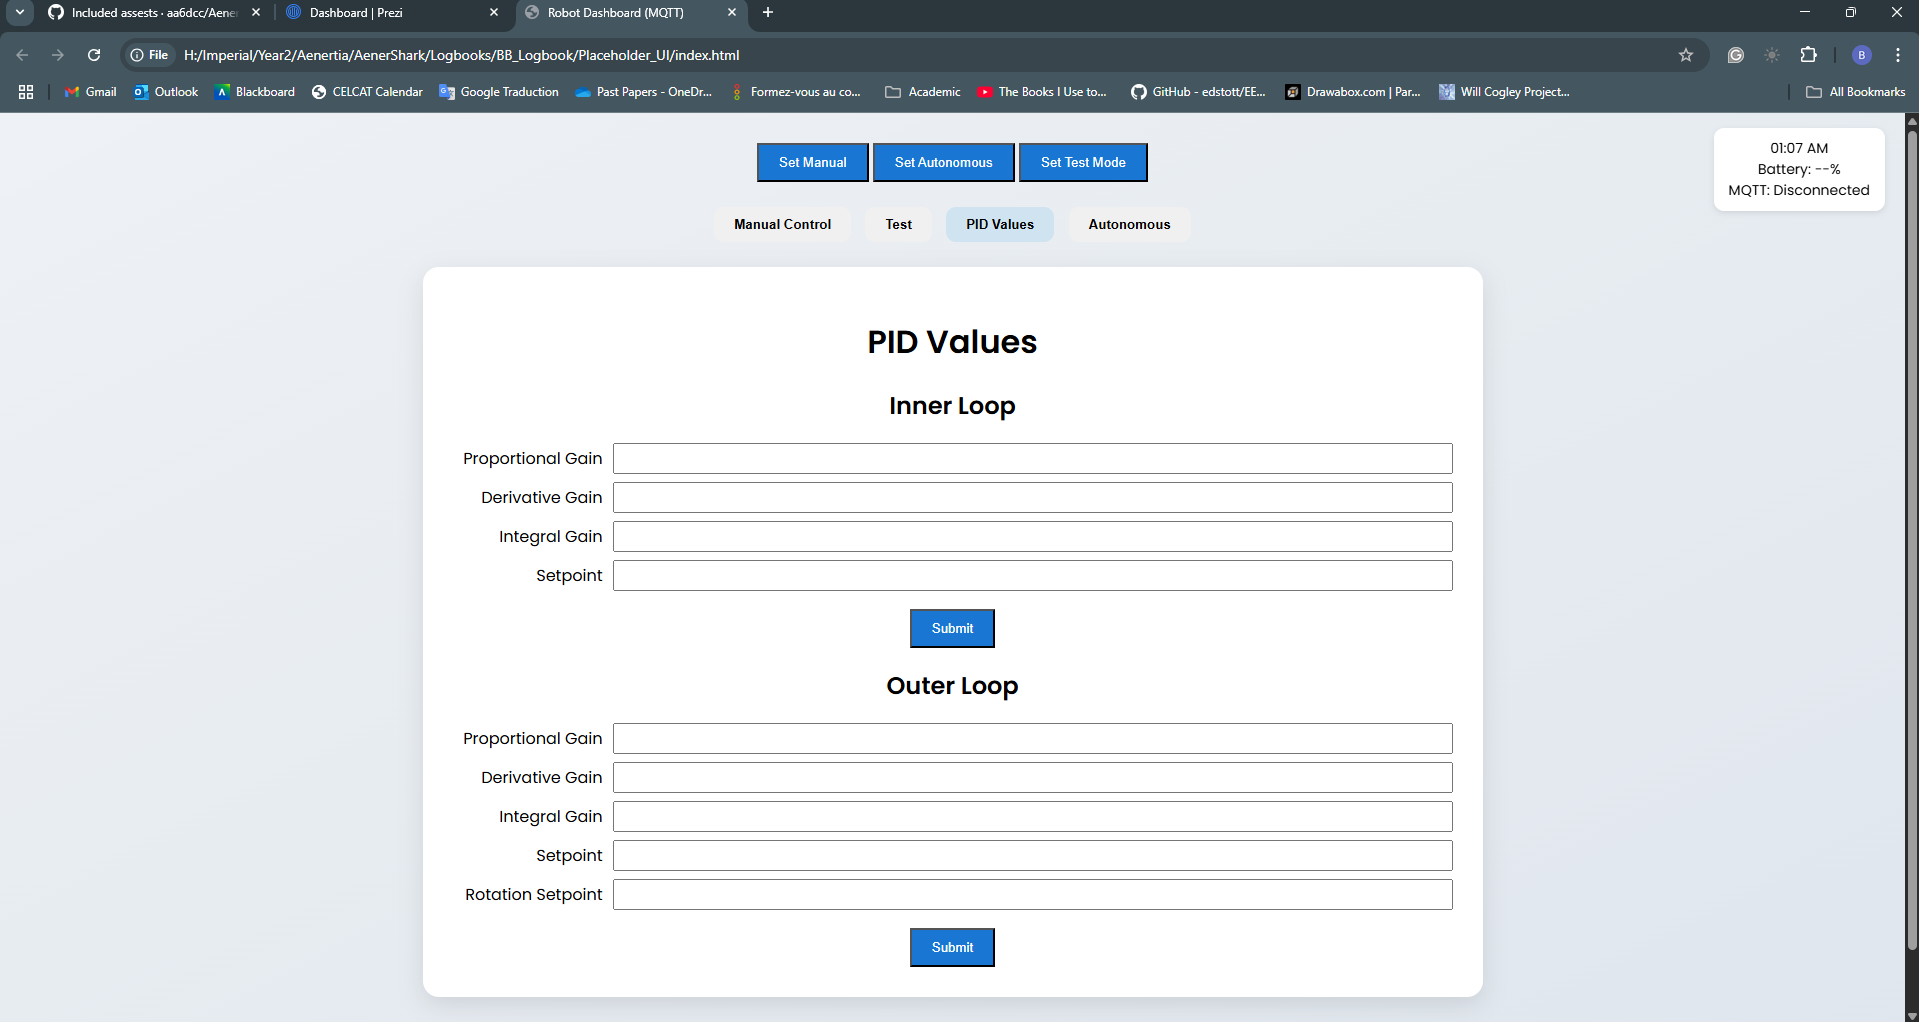 Included assests · aa6dcc/Aener
Dashboard | Prezi
Robot Dashboard (MQTT)
File
H:/Imperial/Year2/Aenertia/AenerShark/Logbooks/BB_Logbook/Placeholder_UI/index.html
B
Gmail
Outlook
Blackboard
CELCAT Calendar
Google Traduction
Past Papers - OneDr...
Formez-vous au co...
Academic
The Books I Use to...
GitHub - edstott/EE...
Drawabox.com | Par...
Will Cogley Project...
All Bookmarks
Set Manual
Set Autonomous
Set Test Mode
01:07 AM
Battery: --%
MQTT: Disconnected
Manual Control
Test
PID Values
Autonomous
PID Values
Inner Loop
Proportional Gain
Derivative Gain
Integral Gain
Setpoint
Submit
Outer Loop
Proportional Gain
Derivative Gain
Integral Gain
Setpoint
Rotation Setpoint
Submit